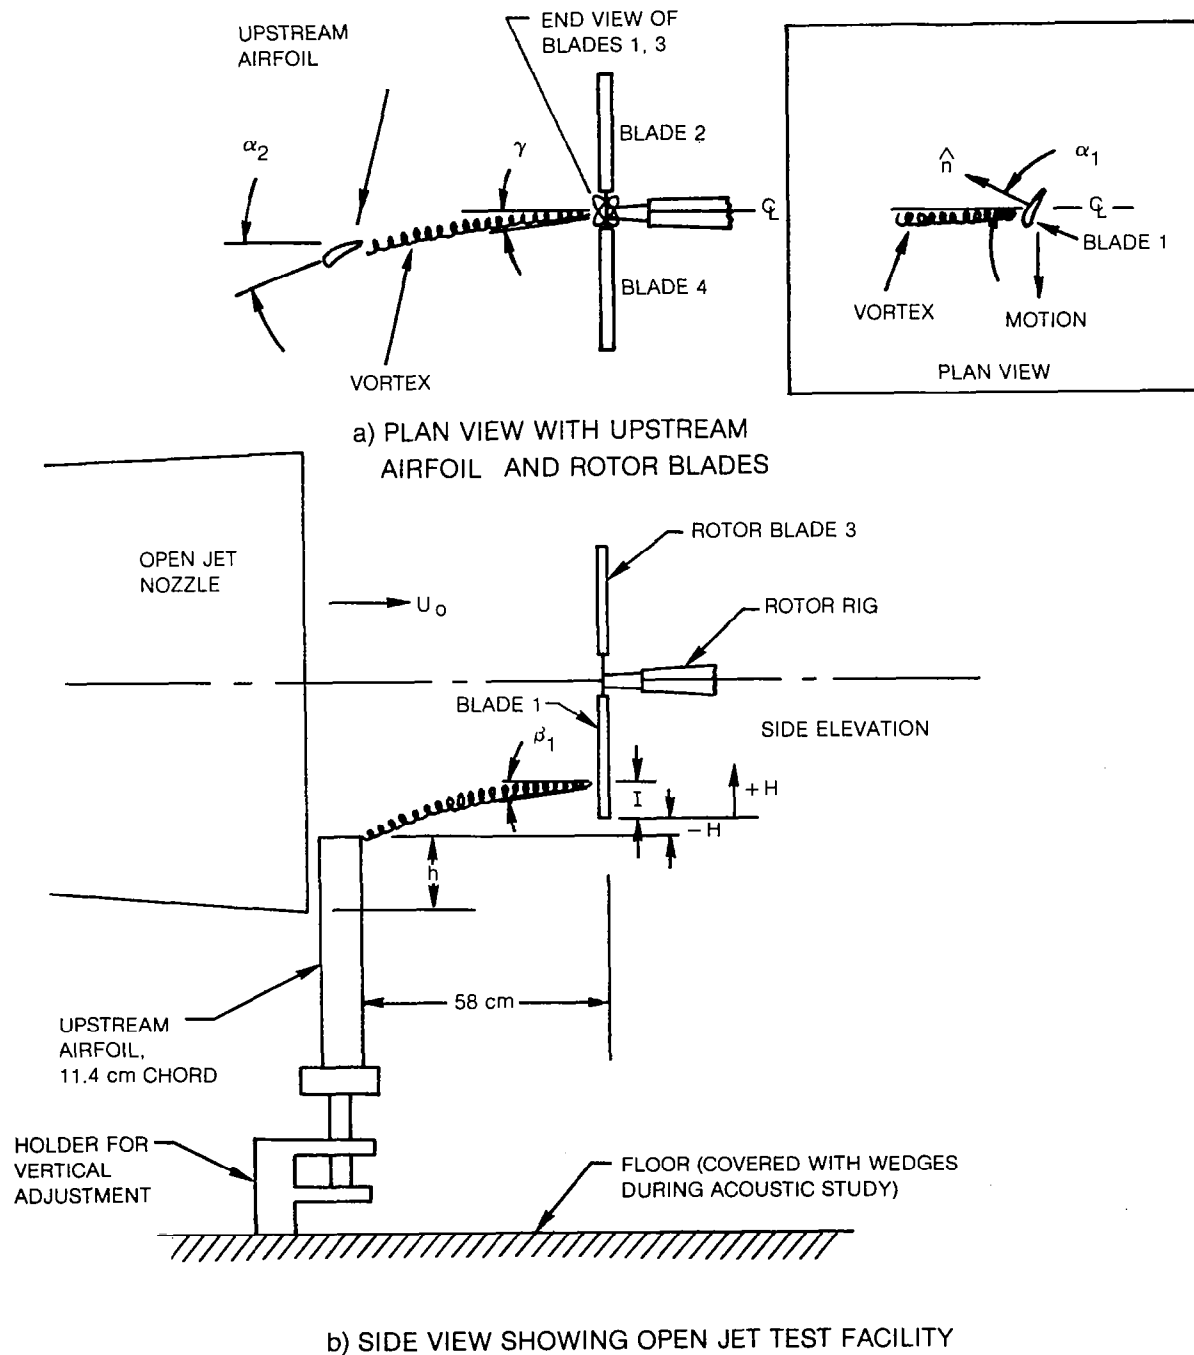 UPSTREAM
AIRFOIL
END VIEW OF
BLADES 1, 3
α2
γ
BLADE 2
℄
BLADE 4
VORTEX
n̂
α1
℄
BLADE 1
VORTEX
MOTION
PLAN VIEW
a) PLAN VIEW WITH UPSTREAM
AIRFOIL AND ROTOR BLADES
OPEN JET
NOZZLE
Uo
ROTOR BLADE 3
ROTOR RIG
BLADE 1
SIDE ELEVATION
β1
I
+H
-H
h
58 cm
UPSTREAM
AIRFOIL,
11.4 cm CHORD
HOLDER FOR
VERTICAL
ADJUSTMENT
FLOOR (COVERED WITH WEDGES
DURING ACOUSTIC STUDY)
b) SIDE VIEW SHOWING OPEN JET TEST FACILITY